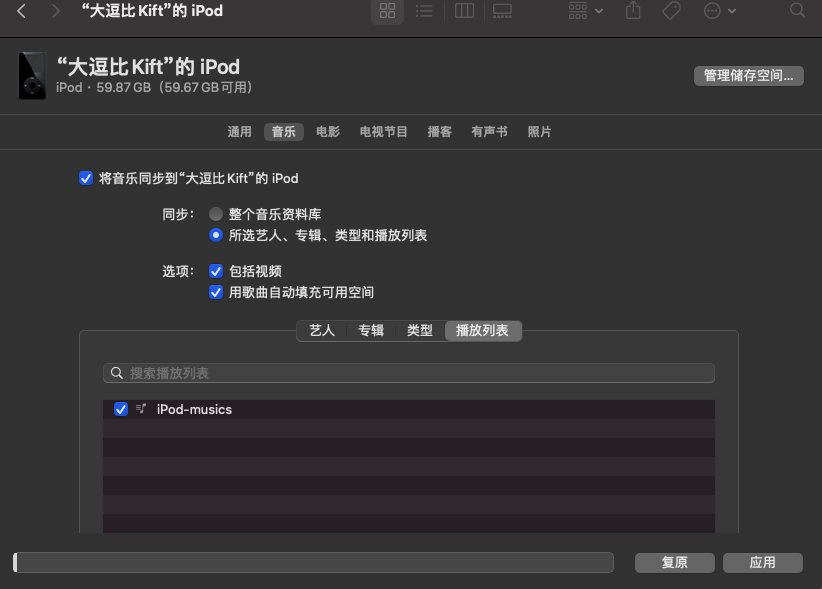 “大逗比 Kift”的 iPod
“大逗比 Kift”的 iPod
iPod · 59.87 GB（59.67 GB 可用）
管理储存空间...
通用 音乐 电影 电视节目 播客 有声书 照片
将音乐同步到“大逗比 Kift”的 iPod
同步： 整个音乐资料库
所选艺人、专辑、类型和播放列表
选项： 包括视频
用歌曲自动填充可用空间
艺人 专辑 类型 播放列表
搜索播放列表
iPod-musics
复原 应用